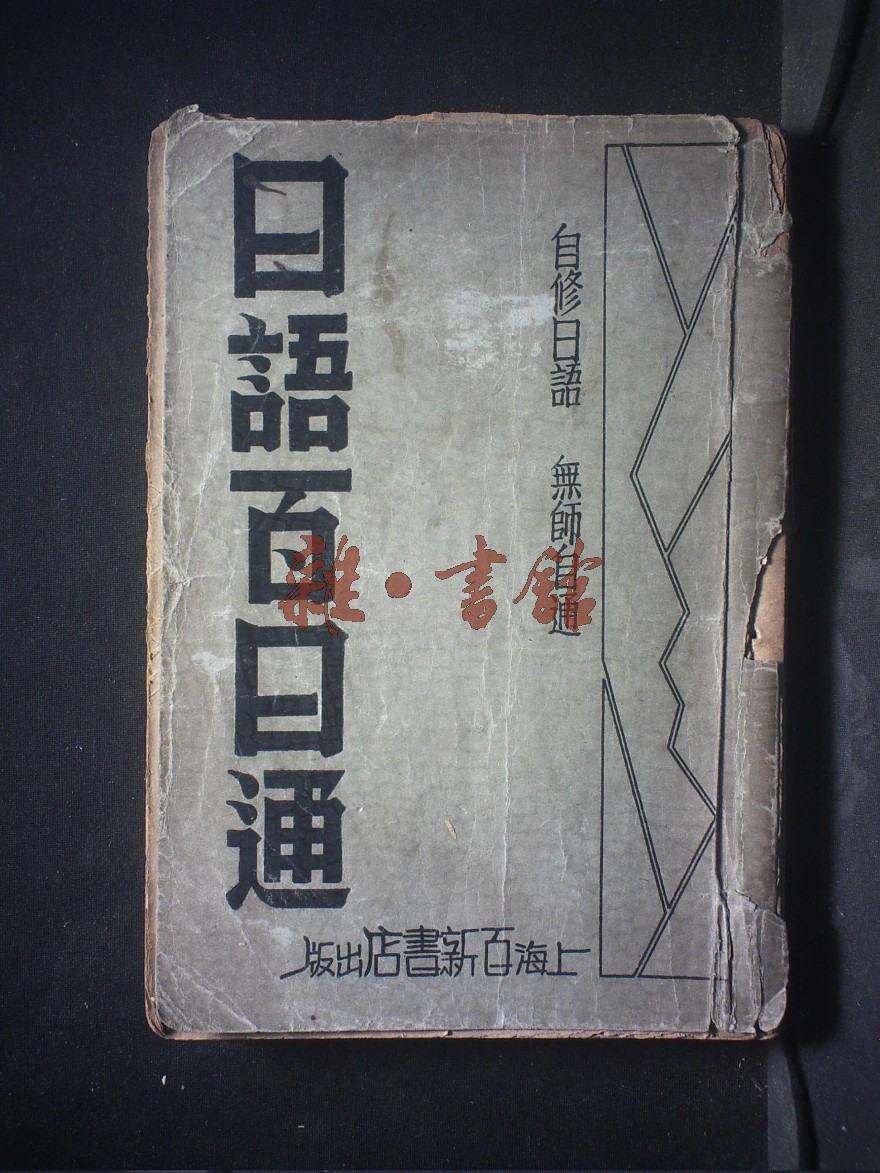 自修日語 無師自通
日語百日通
上海百新書店出版
雜·書館